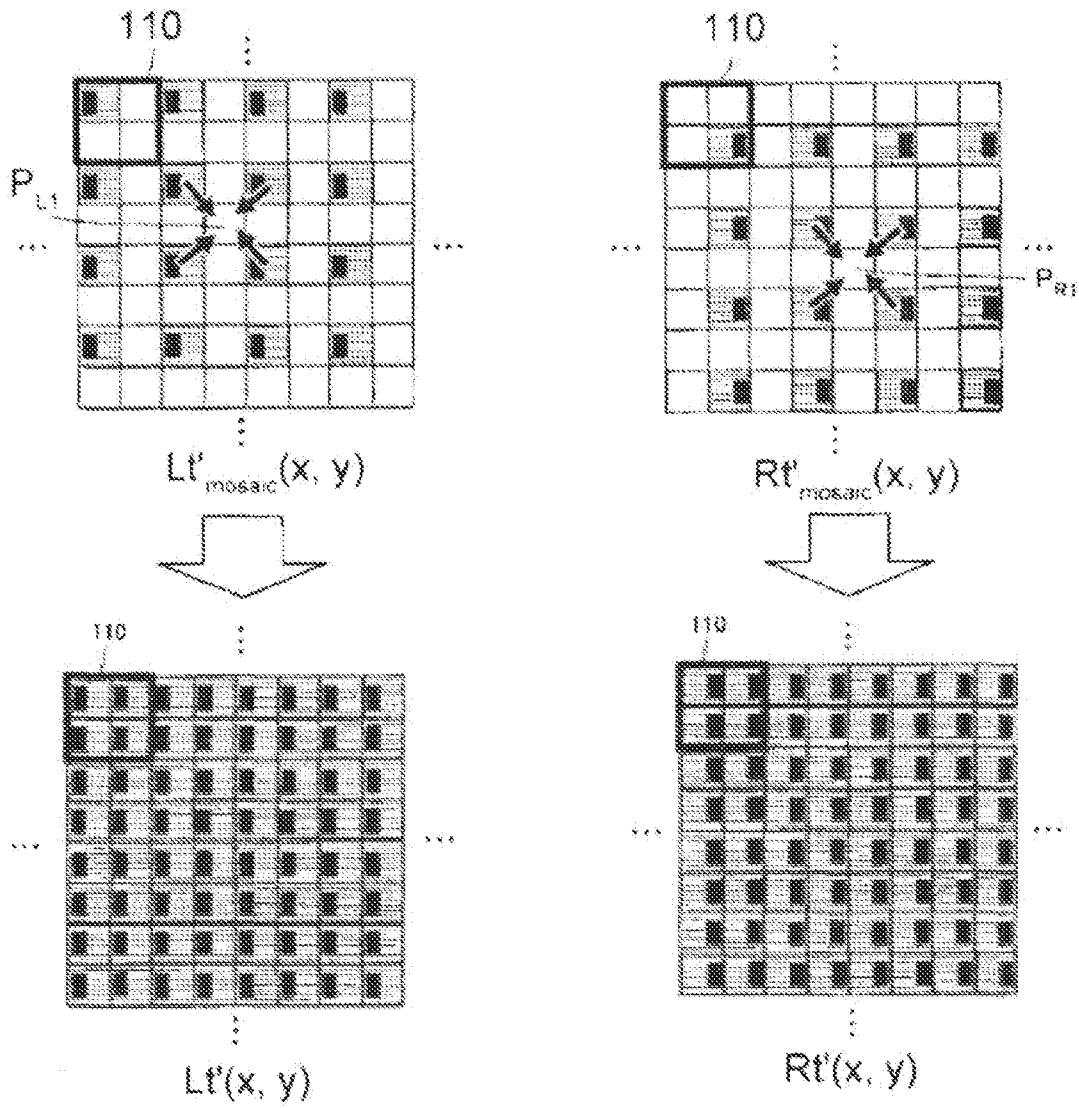 110
110
P_L1
P_R1
Lt'_mosaic(x, y)
Rt'_mosaic(x, y)
110
110
Lt'(x, y)
Rt'(x, y)